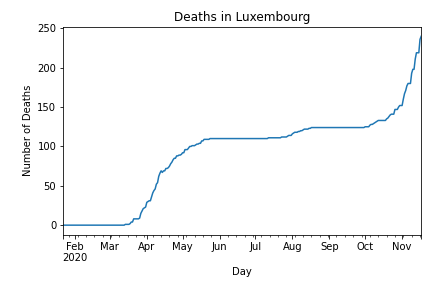 Deaths in Luxembourg
250
200
150
100
50
0
Number of Deaths
Feb Mar Apr May Jun Jul Aug Sep Oct Nov
2020
Day